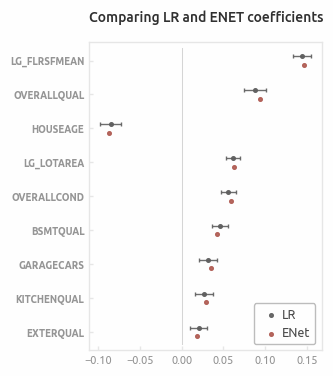 Comparing LR and ENET coefficients
LG_FLRSFMEAN
OVERALLQUAL
HOUSEAGE
LG_LOTAREA
OVERALLCOND
BSMTQUAL
GARAGECARS
KITCHENQUAL
EXTERQUAL
LR
ENet
-0.10 -0.05 0.00 0.05 0.10 0.15